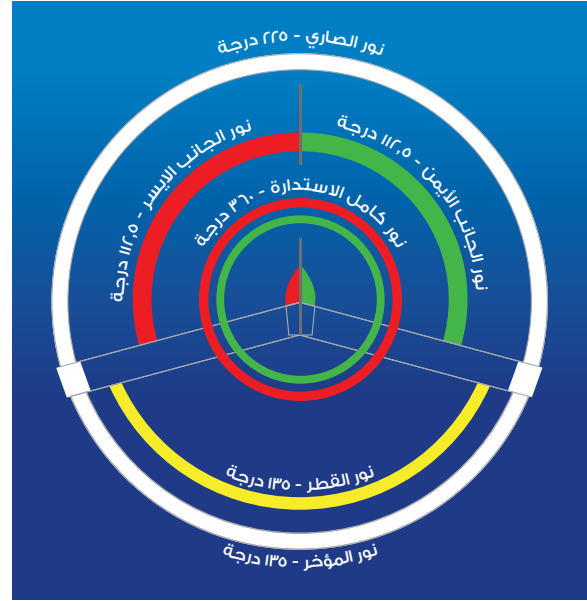 نور الصاري - ٢٢٥ درجة
نور الجانب الأيمن - ١١٢,٥ درجة
نور الجانب الايسر - ١١٢,٥ درجة
نور كامل الاستدارة - ٣٦٠ درجة
نور القطر - ١٣٥ درجة
نور المؤخر - ١٣٥ درجة